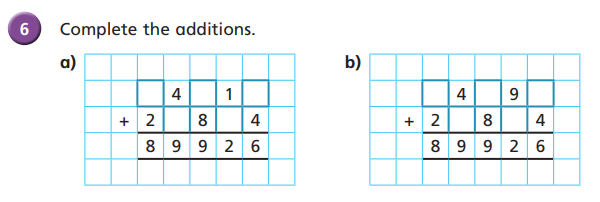 6 Complete the additions.
a) b)
4 1 4 9
+ 2 8 4 + 2 8 4
8 9 9 2 6 8 9 9 2 6